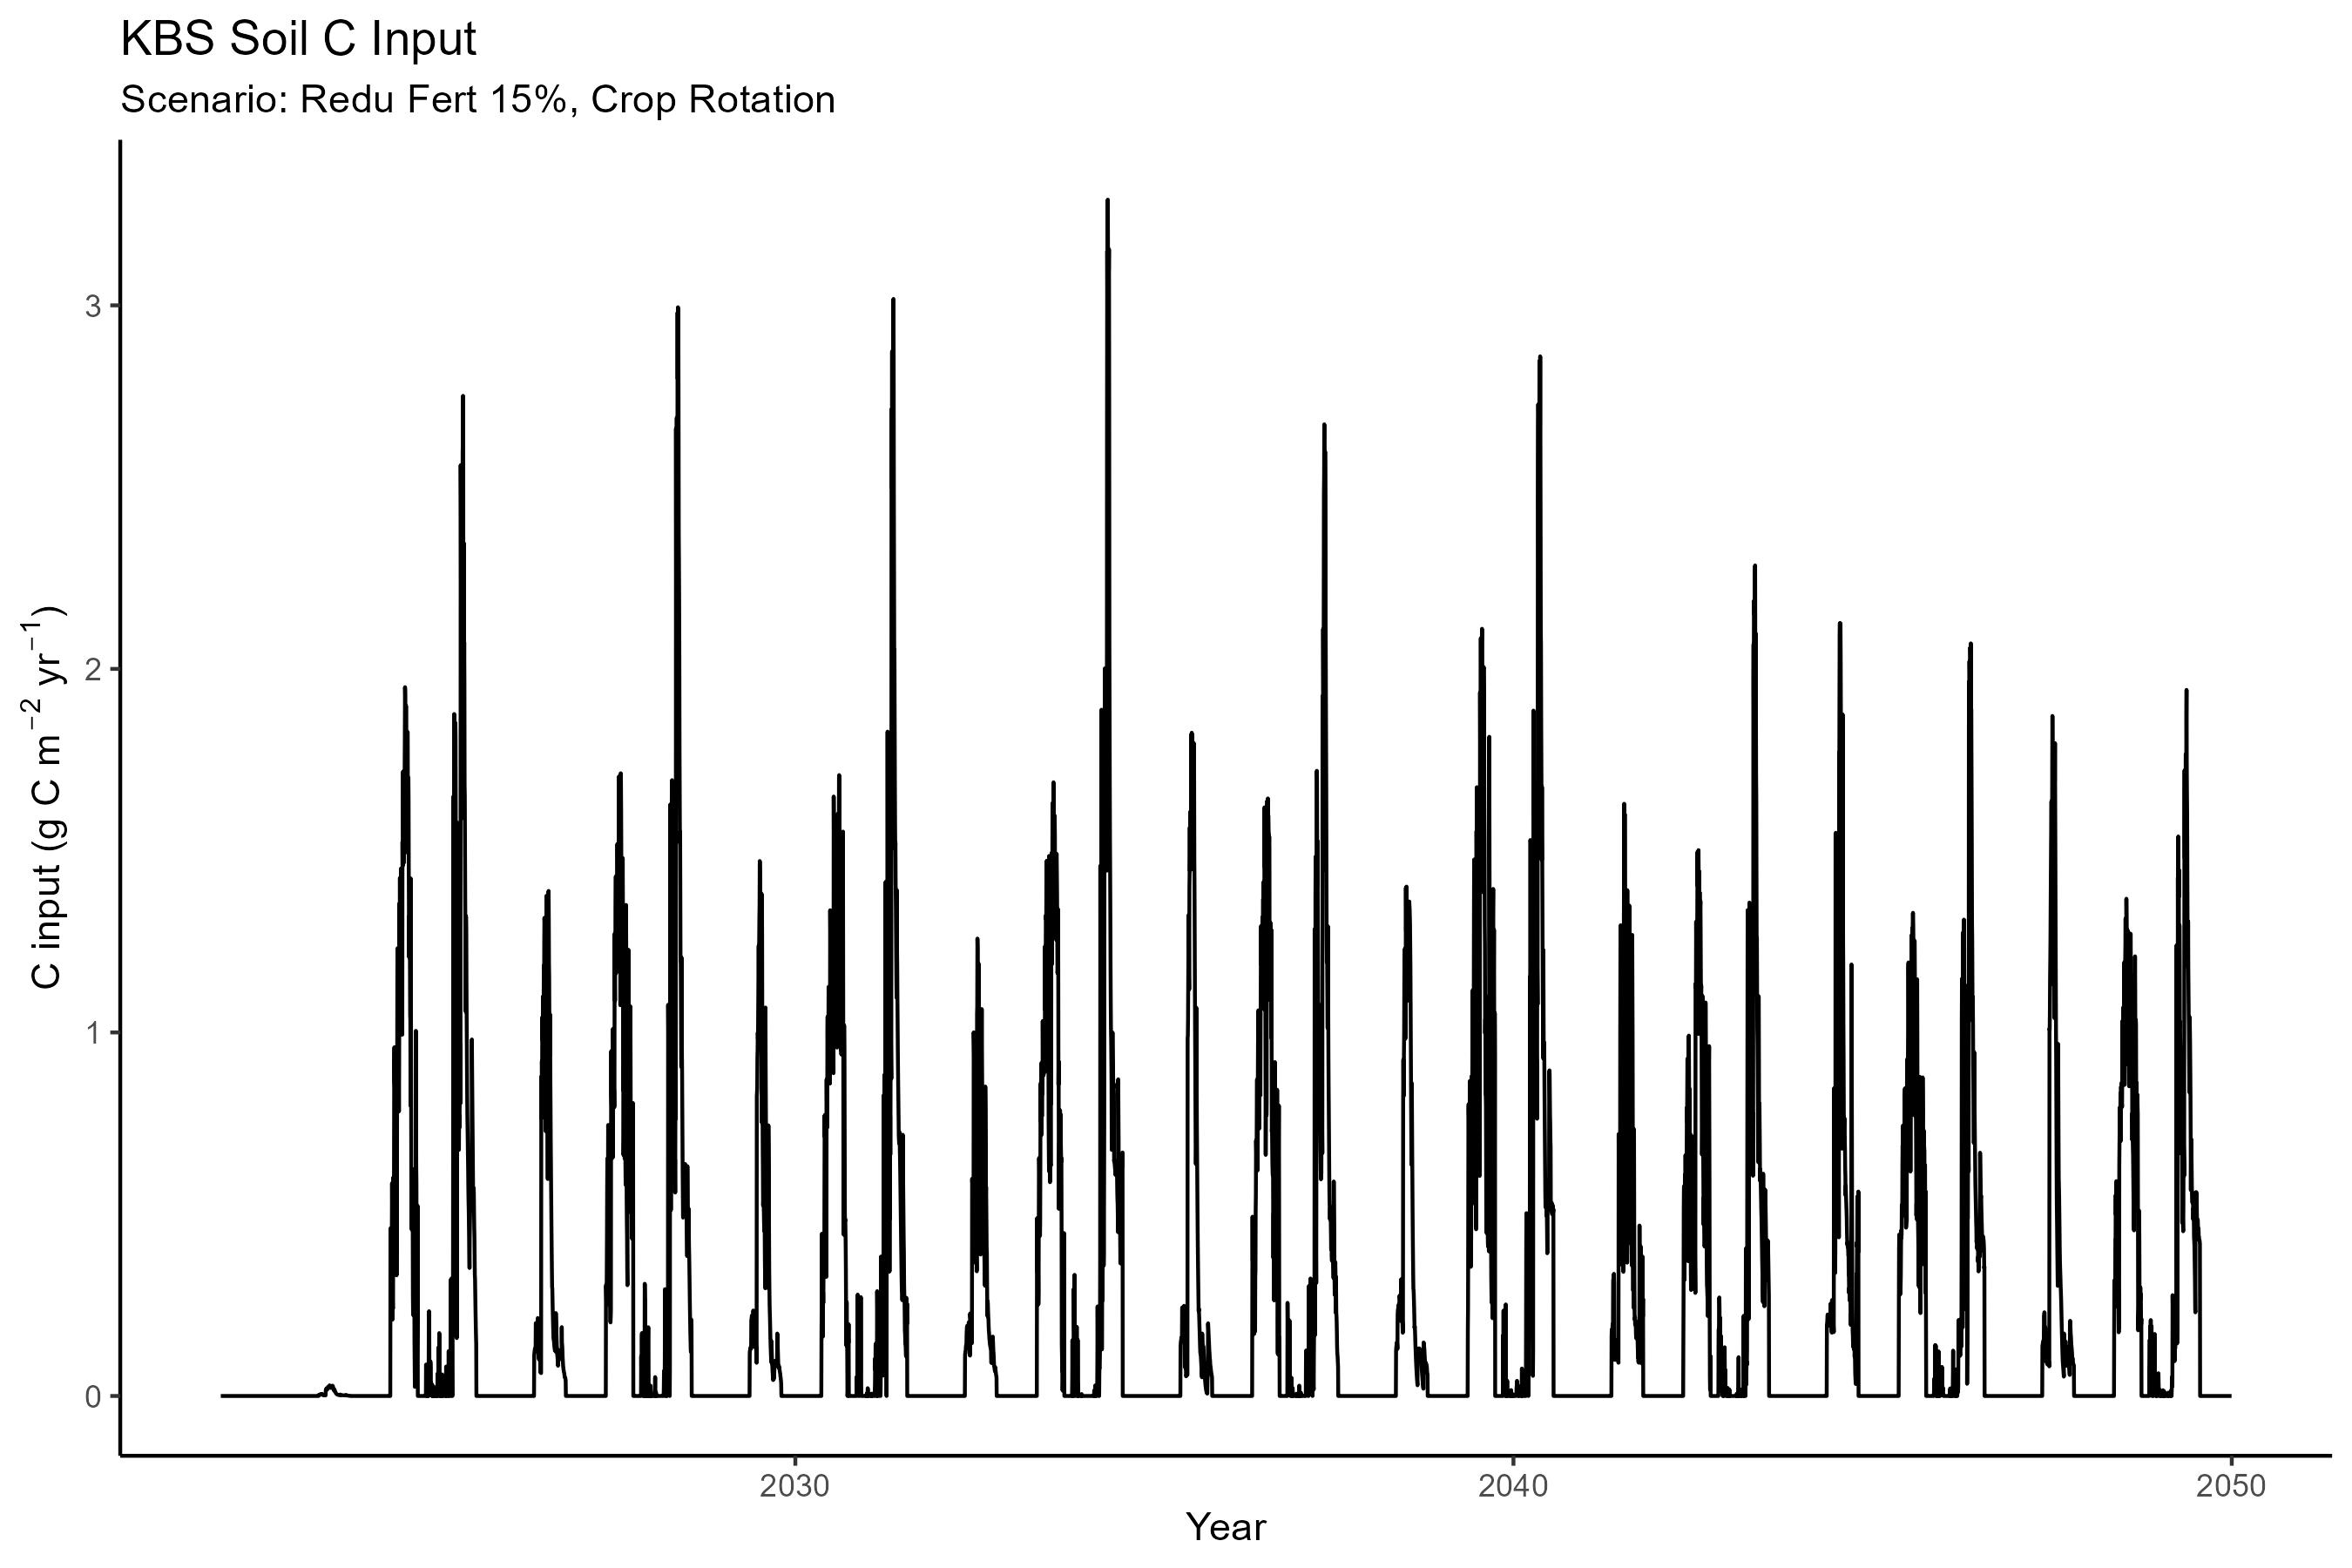 KBS Soil C Input
Scenario: Redu Fert 15%, Crop Rotation
C input (g C m⁻² yr⁻¹)
3
2
1
0
2030
2040
2050
Year